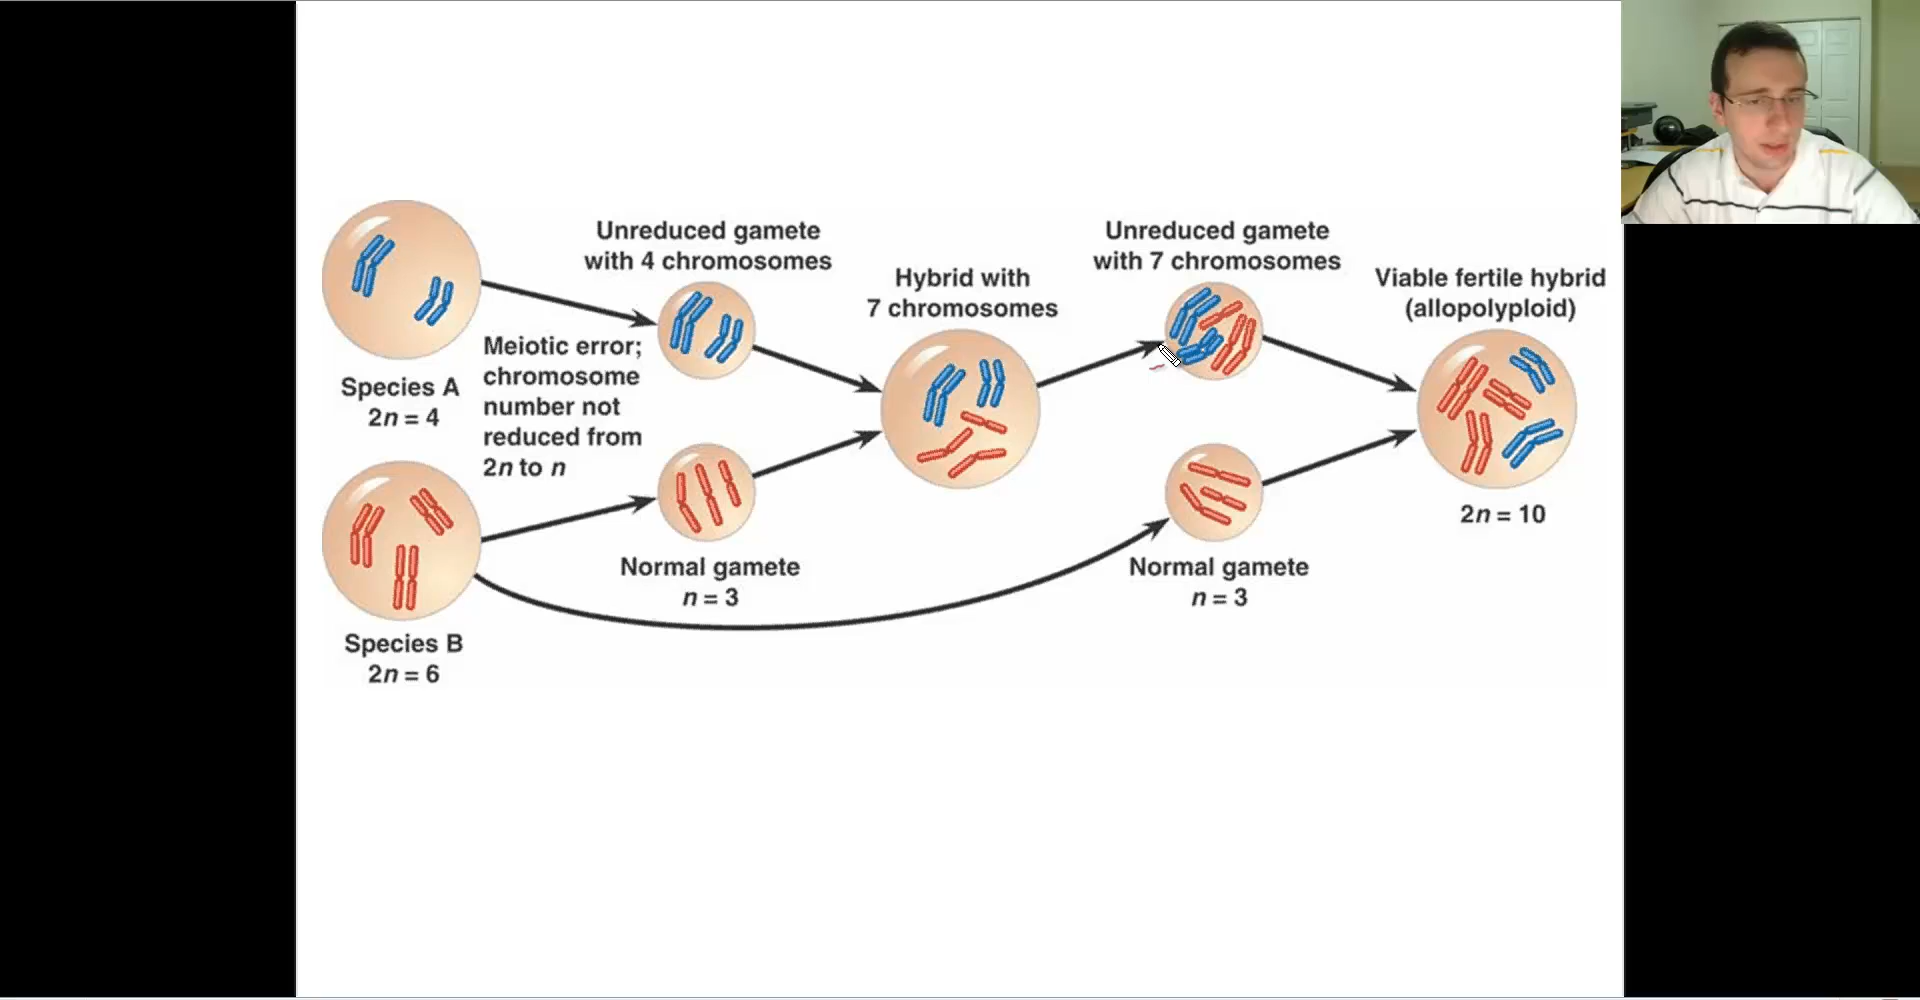 Unreduced gamete
with 4 chromosomes
Unreduced gamete
with 7 chromosomes
Hybrid with
7 chromosomes
Viable fertile hybrid
(allopolyploid)
Meiotic error;
chromosome
number not
reduced from
2n to n
Species A
2n = 4
2n = 10
Normal gamete
n = 3
Normal gamete
n = 3
Species B
2n = 6